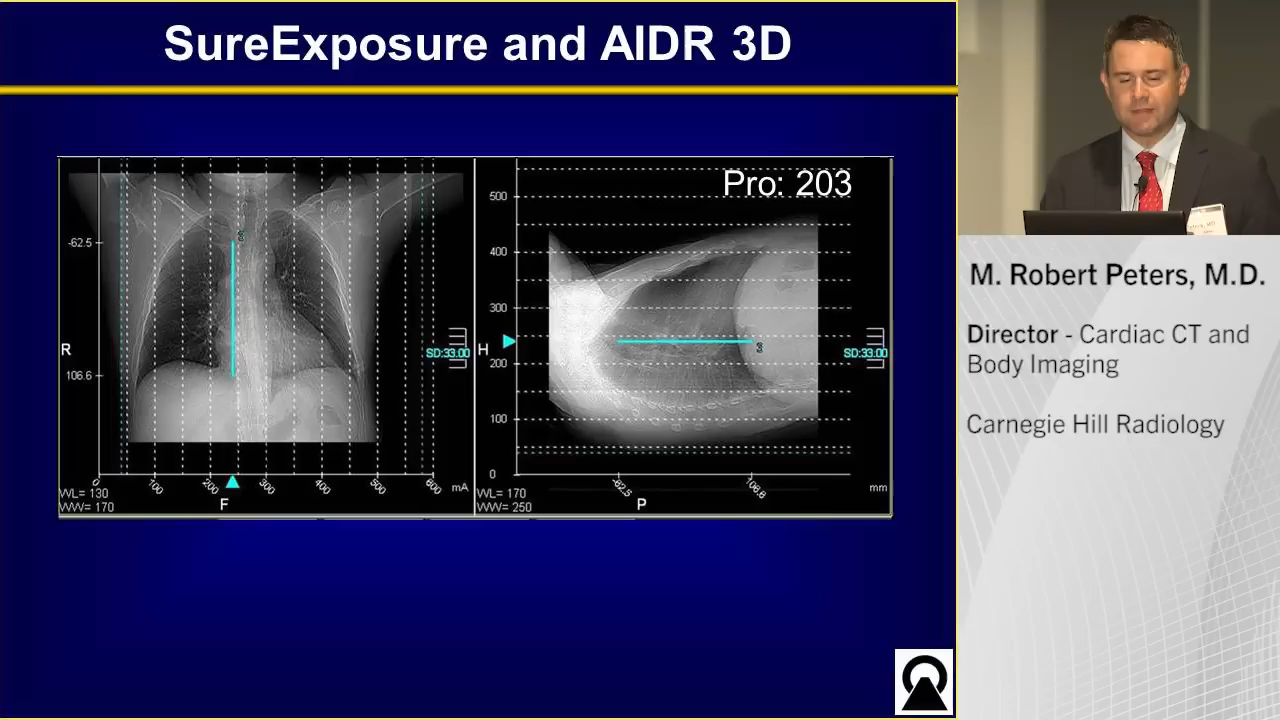 SureExposure and AIDR 3D
Pro: 203
-62.5
R
106.6
SD:33.00
0
100
200
300
400
500
600
mA
WL= 130
WW= 170
F
500
400
300
H
200
100
0
SD:33.00
-62.5
106.6
mm
WL= 170
WW= 250
P
M. Robert Peters, M.D.
Director - Cardiac CT and
Body Imaging
Carnegie Hill Radiology